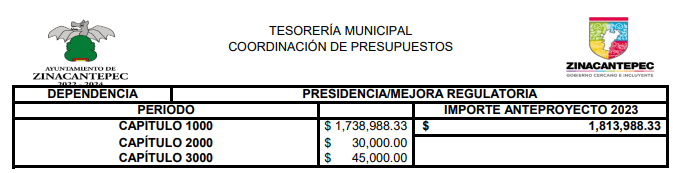 TESORERÍA MUNICIPAL
COORDINACIÓN DE PRESUPUESTOS
AYUNTAMIENTO DE
ZINACANTEPEC
2022 - 2024
ZINACANTEPEC
GOBIERNO CERCANO E INCLUYENTE
DEPENDENCIA PRESIDENCIA/MEJORA REGULATORIA
PERIODO IMPORTE ANTEPROYECTO 2023
CAPITULO 1000 $ 1,738,988.33 $ 1,813,988.33
CAPÍTULO 2000 $ 30,000.00
CAPÍTULO 3000 $ 45,000.00